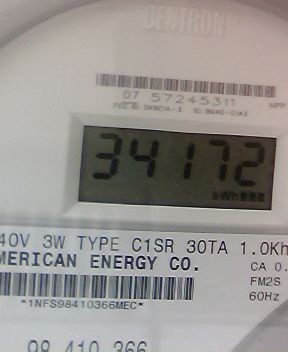 CENTRON®
07 57245311
34172
kWh
40V 3W TYPE C1SR 30TA 1.0Kh
MERICAN ENERGY CO.
CA 0.
FM2S
60Hz
*1NFS98410366MEC*
98 410 366